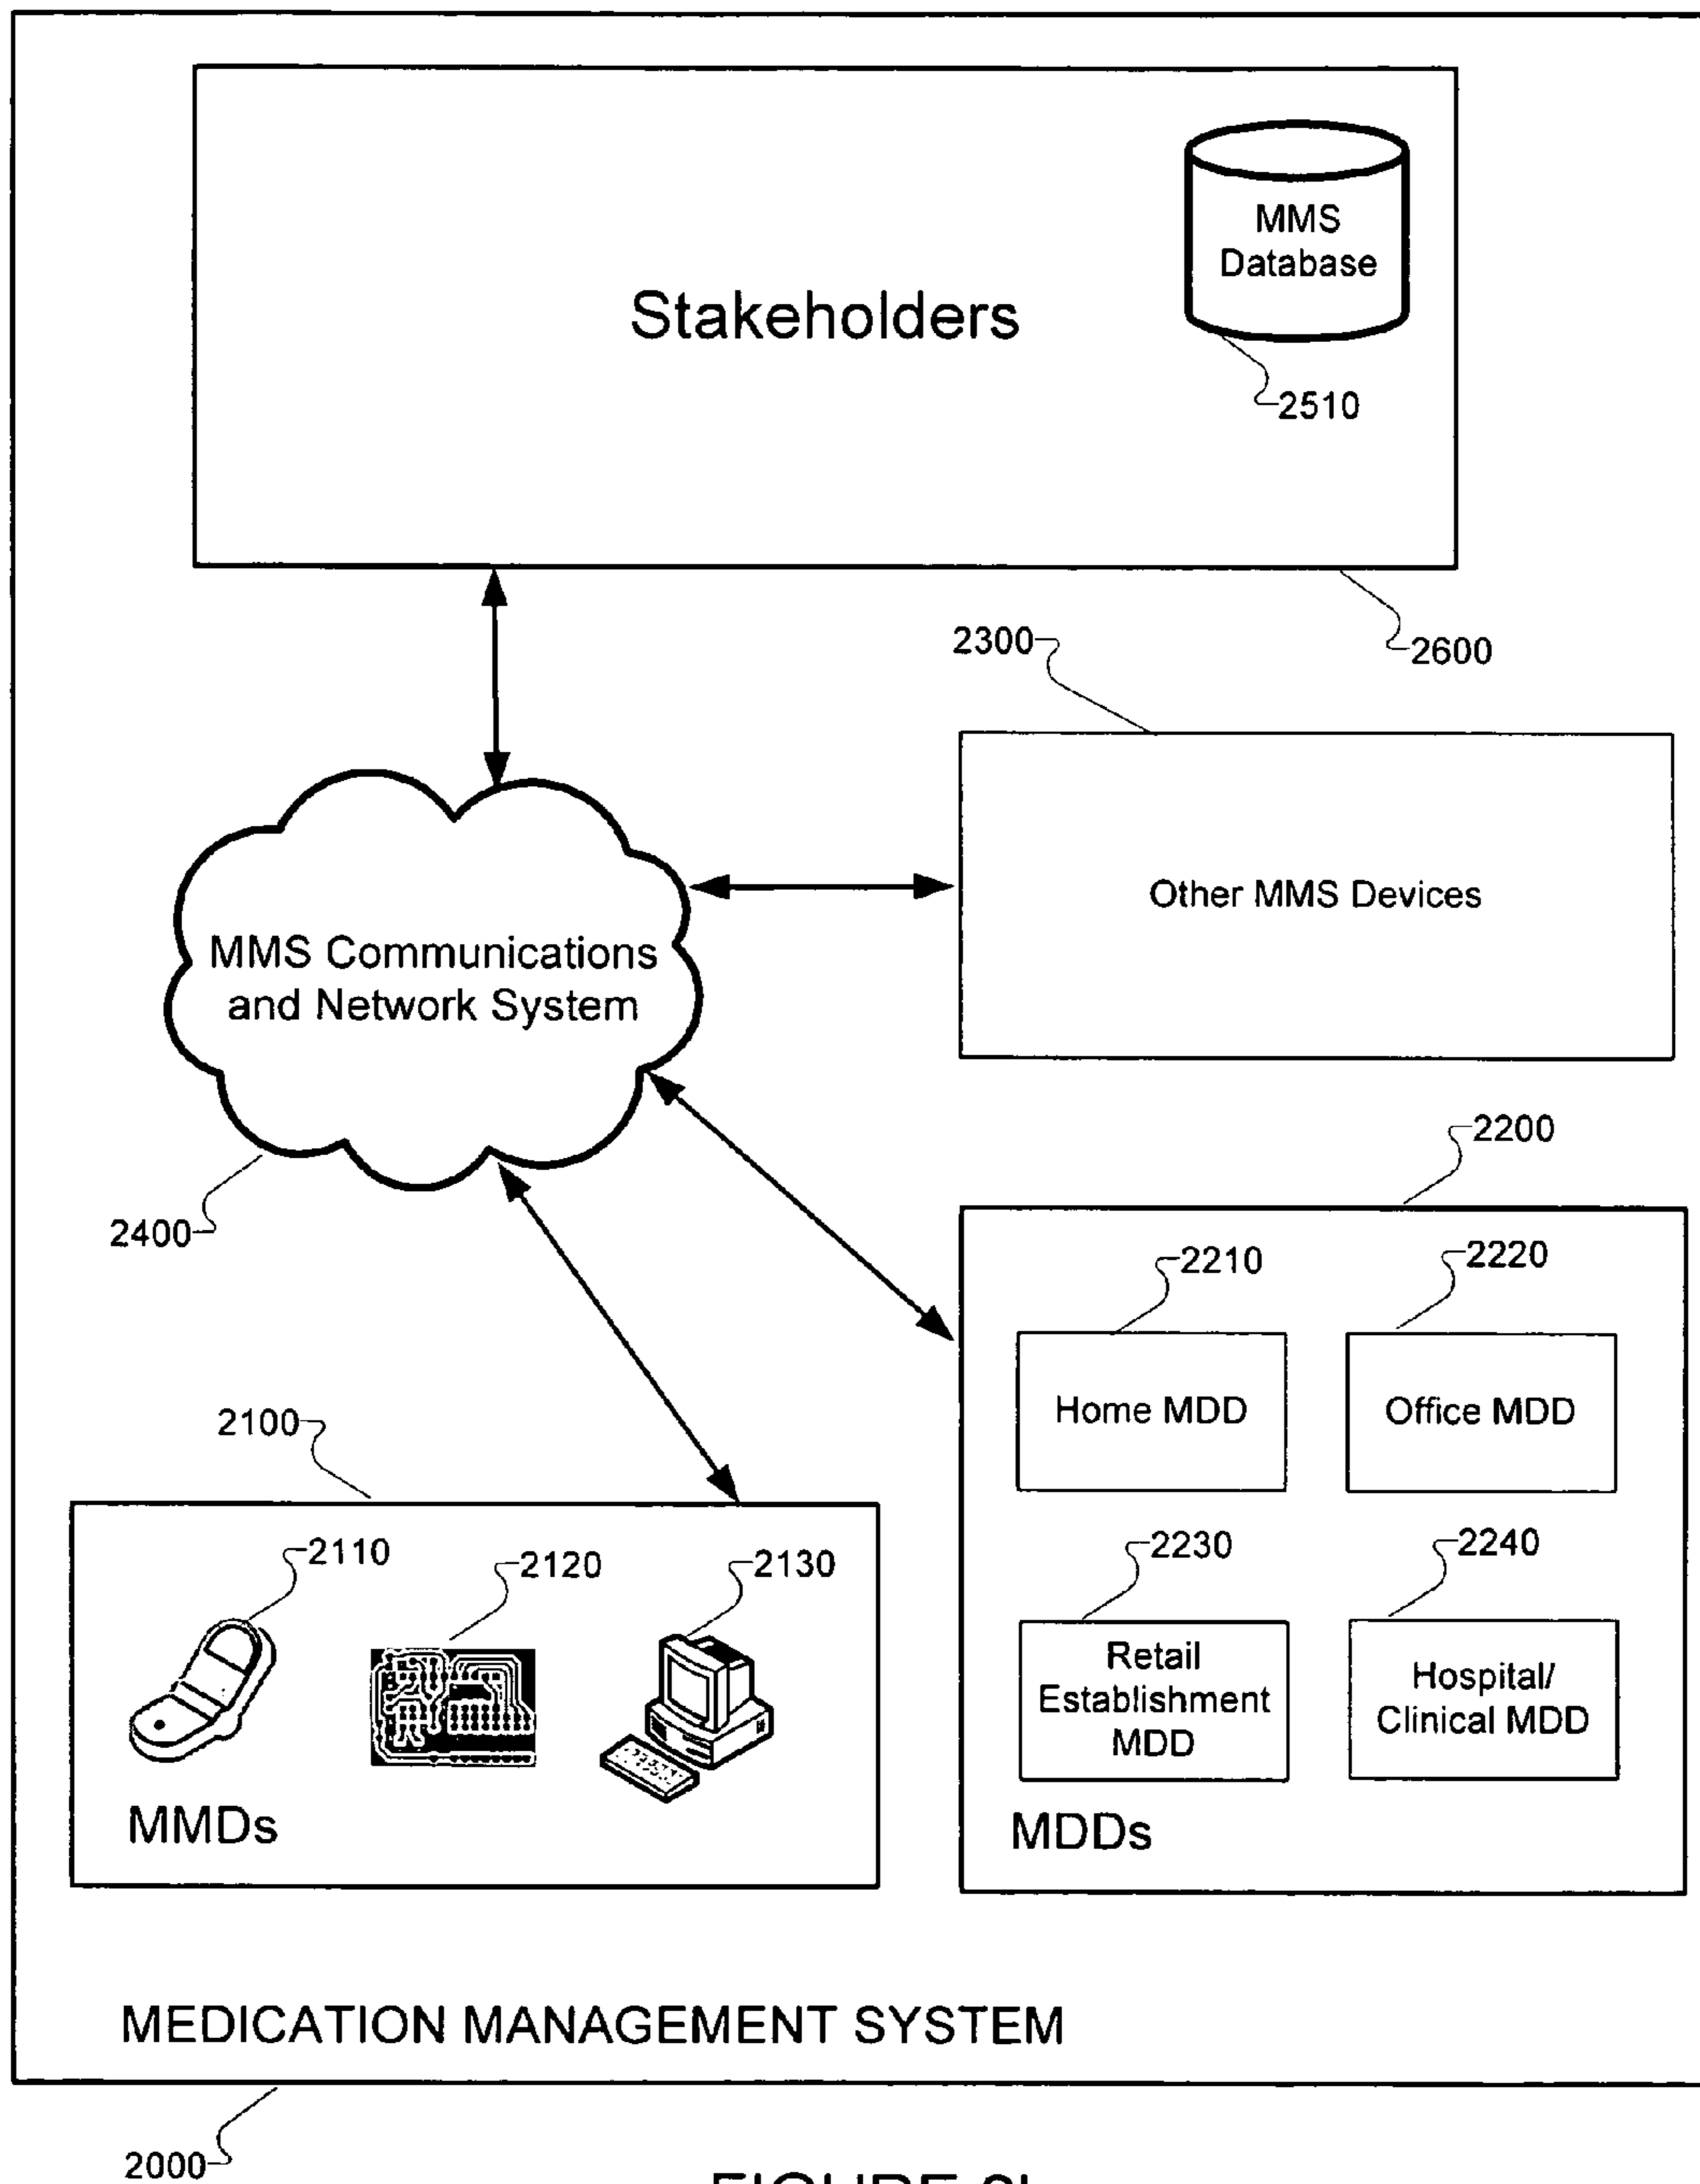 MMS
Database
Stakeholders
2510
2600
2300
Other MMS Devices
MMS Communications
and Network System
2400
2200
2210
2220
Home MDD
Office MDD
2100
2110
2120
2130
2230
2240
Retail
Establishment
MDD
Hospital/
Clinical MDD
MMDs
MDDs
MEDICATION MANAGEMENT SYSTEM
2000